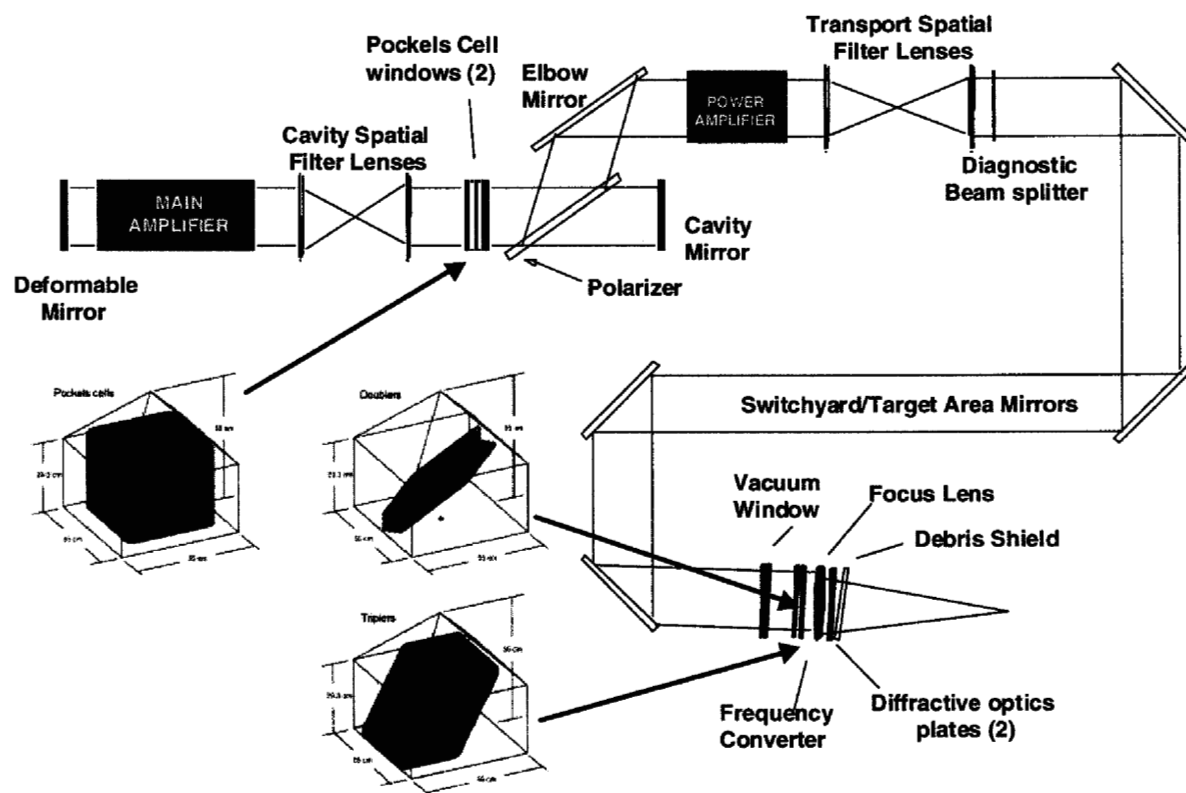 Transport Spatial
Filter Lenses
Pockels Cell
windows (2)
Elbow
Mirror
POWER
AMPLIFIER
Cavity Spatial
Filter Lenses
Diagnostic
Beam splitter
MAIN
AMPLIFIER
Cavity
Mirror
Deformable
Mirror
Polarizer
Pockels cells
Doublers
Switchyard/Target Area Mirrors
Vacuum
Window
Focus Lens
Debris Shield
Triplers
55 cm
Frequency
Converter
Diffractive optics
plates (2)